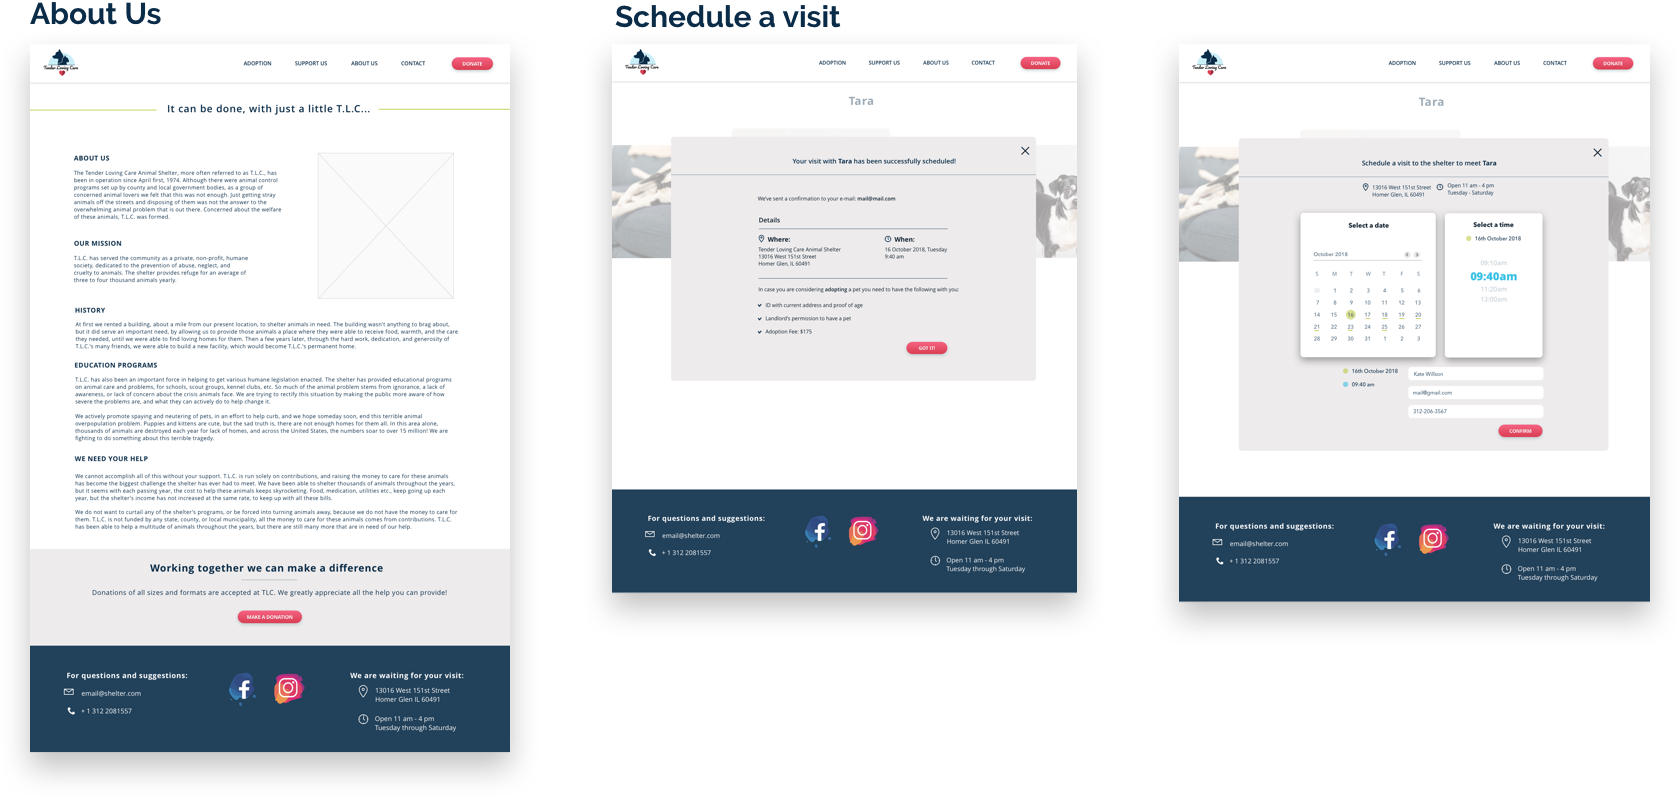 About Us
Tender Loving Care
ADOPTION
SUPPORT US
ABOUT US
CONTACT
DONATE
It can be done, with just a little T.L.C...
ABOUT US
The Tender Loving Care Animal Shelter, more often referred to as T.L.C., has
been in operation since April first, 1974. Although there were animal control
programs set up by county and local government bodies, as a group of
concerned animal lovers we felt that this was not enough. Just getting stray
animals off the streets and disposing of them was not the answer to the
overwhelming animal problem that is out there. Concerned about the welfare
of these animals, T.L.C. was formed.
OUR MISSION
T.L.C. has served the community as a private, non-profit, humane
society, dedicated to the prevention of abuse, neglect, and
cruelty to animals. The shelter provides refuge for an average of
three to four thousand animals yearly.
HISTORY
At first we rented a building, about a mile from our present location, to shelter animals in need. The building wasn't anything to brag about,
but it did serve an important need, by allowing us to provide those animals a place where they were able to receive food, warmth, and the care
they needed, until we were able to find loving homes for them. Then a few years later, through the hard work, dedication, and generosity of
T.L.C.'s many friends, we were able to build a new facility, which would become T.L.C.'s permanent home.
EDUCATION PROGRAMS
T.L.C. has also been an important force in helping to get various humane legislation enacted. The shelter has provided educational programs
on animal care and problems, for schools, scout groups, kennel clubs, etc. So much of the animal problem stems from ignorance, a lack of
awareness, or lack of concern about the crisis animals face. We are trying to rectify this situation by making the public more aware of how
severe the problems are, and what they can actively do to help change it.
We actively promote spaying and neutering of pets, in an effort to help curb, and we hope someday soon, end this terrible animal
overpopulation problem. Puppies and kittens are cute, but the sad truth is, there are not enough homes for them all. In this area alone,
thousands of animals are destroyed each year for lack of homes, and across the United States, the numbers soar to over 15 million! We are
fighting to do something about this terrible tragedy.
WE NEED YOUR HELP
We cannot accomplish all of this without your support. T.L.C. is run solely on contributions, and raising the money to care for these animals
has become the biggest challenge the shelter has ever had to meet. We have been able to shelter thousands of animals throughout the years,
but it seems with each passing year, the cost to help these animals keeps skyrocketing. Food, medication, utilities etc., keep going up each
year, but the shelter's income has not increased at the same rate, to keep up with all these bills.
We do not want to curtail any of the shelter's programs, or be forced into turning animals away, because we do not have the money to care for
them. T.L.C. is not funded by any state, county, or local municipality, all the money to care for these animals comes from contributions. T.L.C.
has been able to help a multitude of animals throughout the years, but there are still many more that are in need of our help.
Working together we can make a difference
Donations of all sizes and formats are accepted at TLC. We greatly appreciate all the help you can provide!
MAKE A DONATION
For questions and suggestions:
email@shelter.com
+ 1 312 2081557
We are waiting for your visit:
13016 West 151st Street
Homer Glen IL 60491
Open 11 am - 4 pm
Tuesday through Saturday
Schedule a visit
Tender Loving Care
ADOPTION
SUPPORT US
ABOUT US
CONTACT
DONATE
Tara
Your visit with Tara has been successfully scheduled!
We've sent a confirmation to your e-mail: mail@mail.com
Details
Where:
Tender Loving Care Animal Shelter
13016 West 151st Street
Homer Glen, IL 60491
When:
16 October 2018, Tuesday
9:40 am
In case you are considering adopting a pet you need to have the following with you:
ID with current address and proof of age
Landlord's permission to have a pet
Adoption Fee: $175
GOT IT!
For questions and suggestions:
email@shelter.com
+ 1 312 2081557
We are waiting for your visit:
13016 West 151st Street
Homer Glen IL 60491
Open 11 am - 4 pm
Tuesday through Saturday
Tender Loving Care
ADOPTION
SUPPORT US
ABOUT US
CONTACT
DONATE
Tara
Schedule a visit to the shelter to meet Tara
13016 West 151st Street
Homer Glen, IL 60491
Open 11 am - 4 pm
Tuesday - Saturday
Select a date
October 2018
S M T W T F S
30 1 2 3 4 5 6
7 8 9 10 11 12 13
14 15 16 17 18 19 20
21 22 23 24 25 26 27
28 29 30 31 1 2 3
Select a time
16th October 2018
09:10am
09:40am
11:20am
12:00am
16th October 2018
09:40 am
Kate Willson
mail@gmail.com
312-206-3567
CONFIRM
For questions and suggestions:
email@shelter.com
+ 1 312 2081557
We are waiting for your visit:
13016 West 151st Street
Homer Glen IL 60491
Open 11 am - 4 pm
Tuesday through Saturday